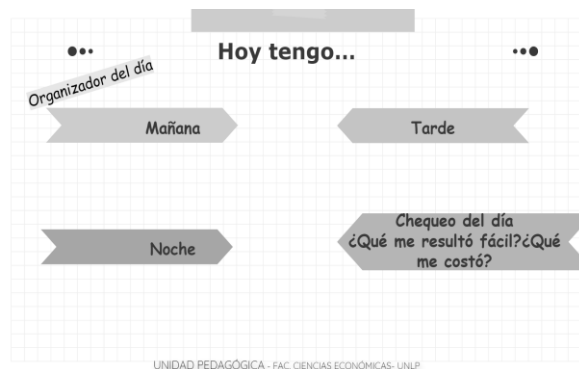 Hoy tengo...
Organizador del día
Mañana
Tarde
Noche
Chequeo del día
¿Qué me resultó fácil?¿Qué
me costó?
UNIDAD PEDAGÓGICA - FAC. CIENCIAS ECONÓMICAS- UNLP